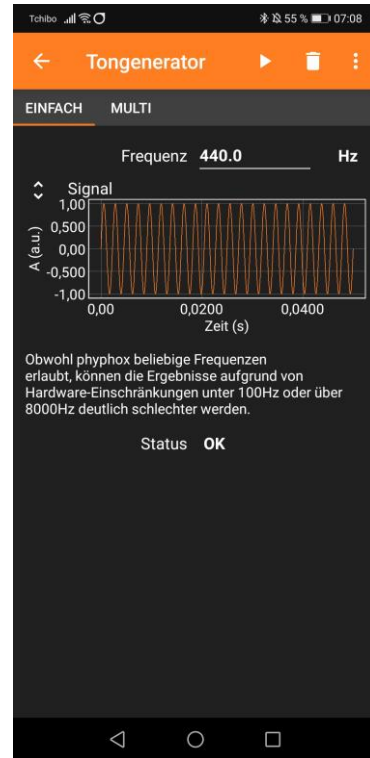 Tchibo 55 % 07:08
Tongenerator
EINFACH MULTI
Frequenz 440.0 Hz
Signal
1,00
0,500
0,00
-0,500
-1,00
A (a.u.)
0,00 0,0200 0,0400
Zeit (s)
Obwohl phyphox beliebige Frequenzen
erlaubt, können die Ergebnisse aufgrund von
Hardware-Einschränkungen unter 100Hz oder über
8000Hz deutlich schlechter werden.
Status OK